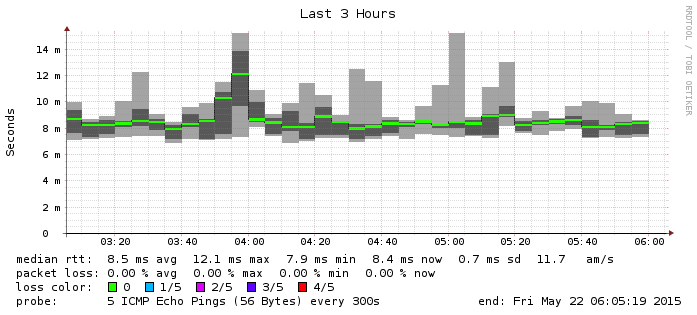 Last 3 Hours
RRDTOOL / TOBI OETIKER
Seconds
14 m
12 m
10 m
8 m
6 m
4 m
2 m
0
03:20 03:40 04:00 04:20 04:40 05:00 05:20 05:40 06:00
median rtt: 8.5 ms avg 12.1 ms max 7.9 ms min 8.4 ms now 0.7 ms sd 11.7 am/s
packet loss: 0.00 % avg 0.00 % max 0.00 % min 0.00 % now
loss color: 0 1/5 2/5 3/5 4/5
probe: 5 ICMP Echo Pings (56 Bytes) every 300s end: Fri May 22 06:05:19 2015